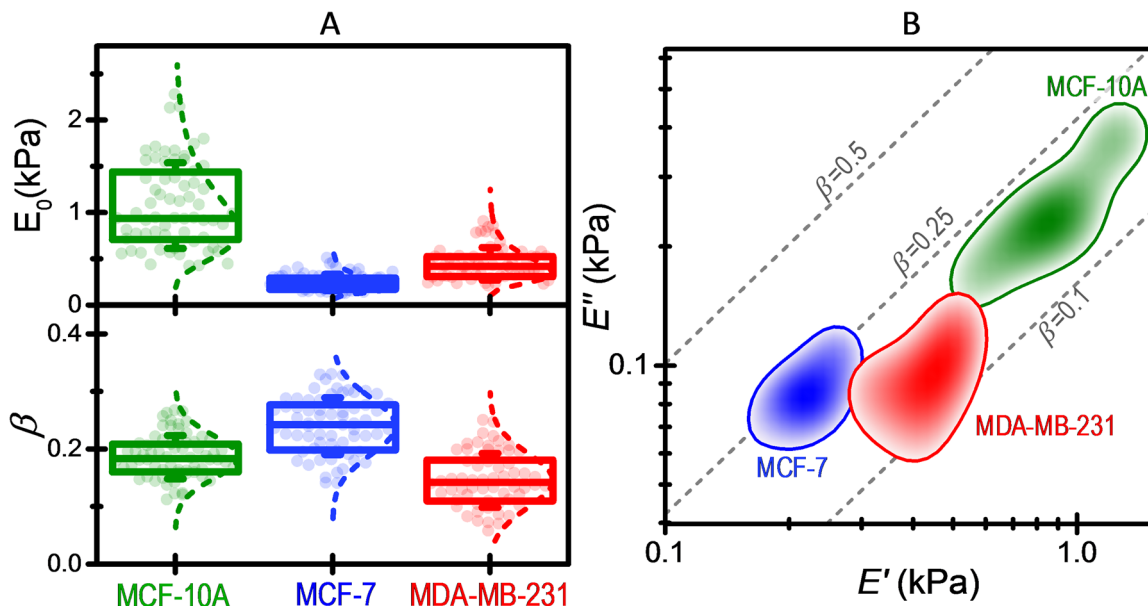 A
E₀(kPa)
2
1
0
β
0.4
0.2
0.0
MCF-10A
MCF-7
MDA-MB-231
B
E″ (kPa)
0.1
β=0.5
β=0.25
β=0.1
MCF-10A
MDA-MB-231
MCF-7
0.1
1.0
E′ (kPa)